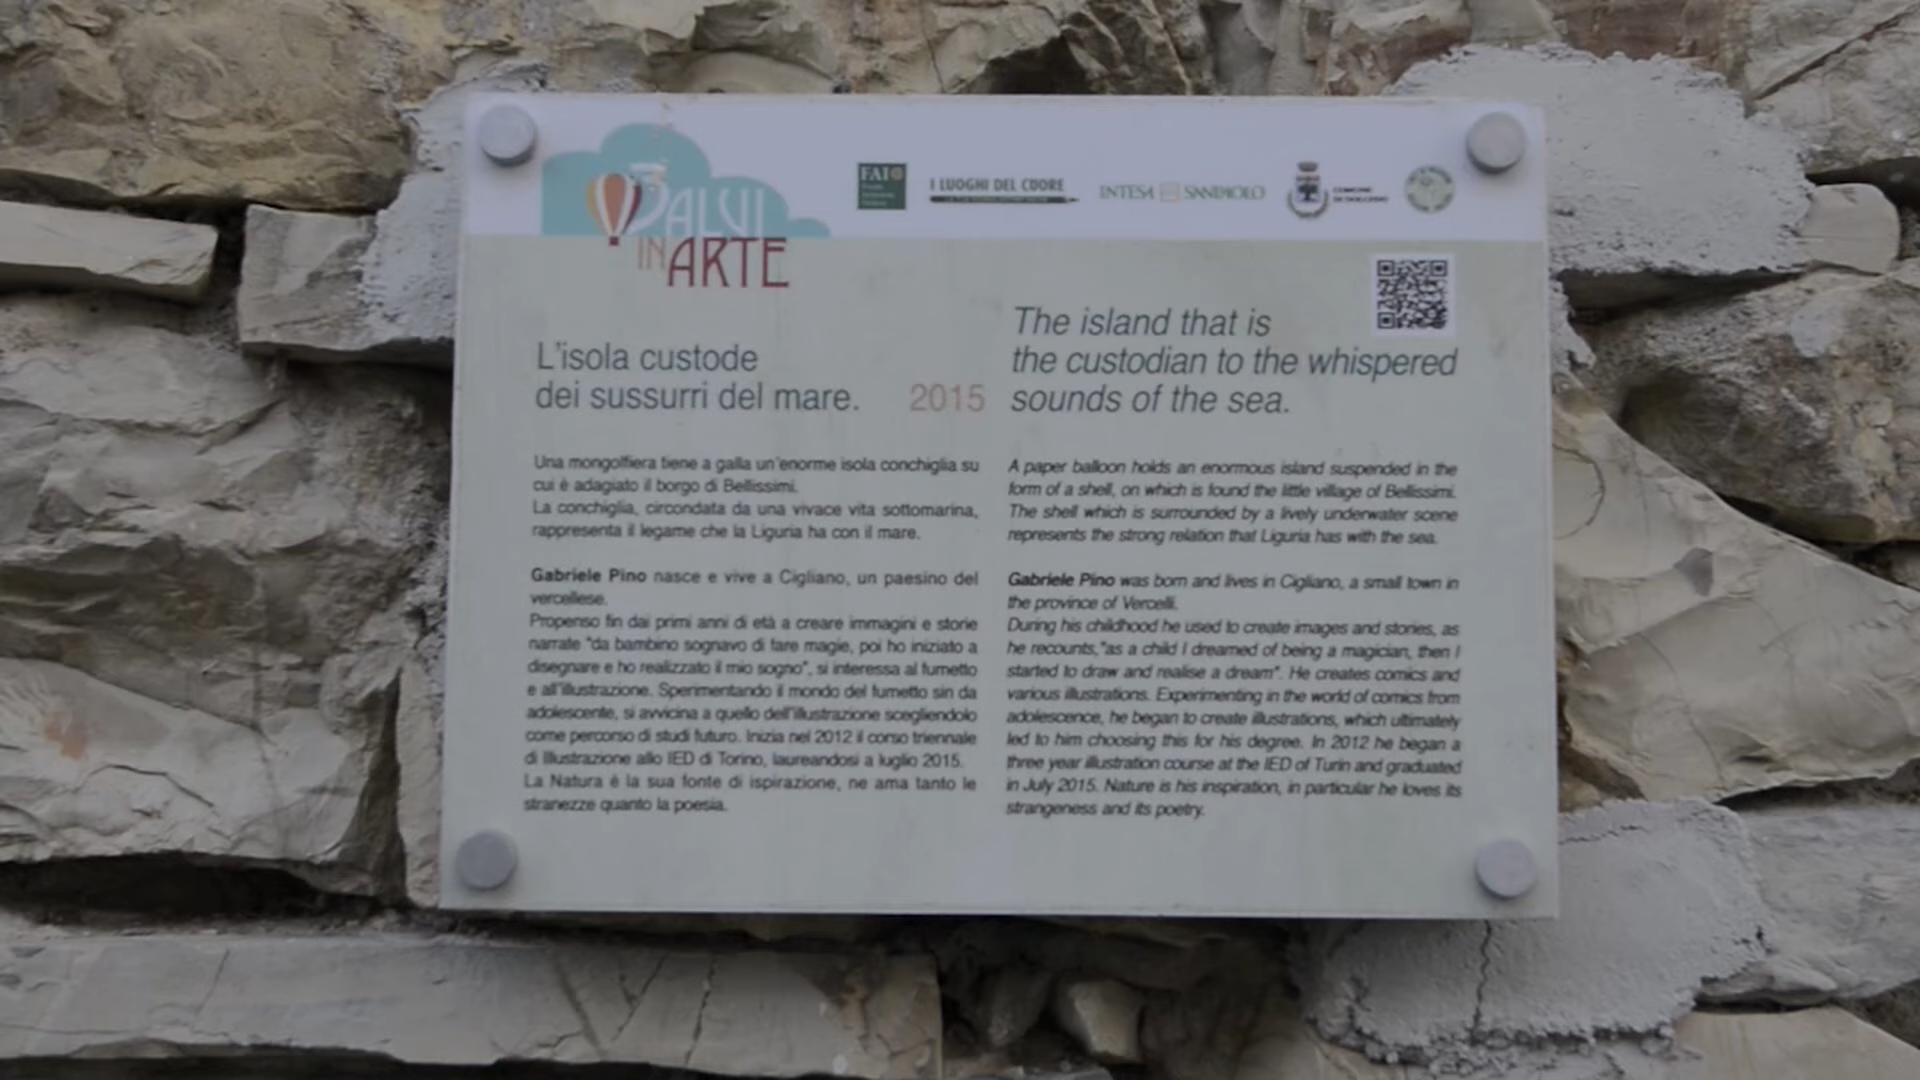 BALVI
IN ARTE
FAI
I LUOGHI DEL CUORE
INTESA SANPAOLO
COMUNE
DI DOLCEDO
L'isola custode
dei sussurri del mare.
2015
The island that is
the custodian to the whispered
sounds of the sea.
Una mongolfiera tiene a galla un'enorme isola conchiglia su
cui è adagiato il borgo di Bellissimi.
La conchiglia, circondata da una vivace vita sottomarina,
rappresenta il legame che la Liguria ha con il mare.
Gabriele Pino nasce e vive a Cigliano, un paesino del
vercellese.
Propenso fin dai primi anni di età a creare immagini e storie
narrate "da bambino sognavo di fare magie, poi ho iniziato a
disegnare e ho realizzato il mio sogno", si interessa al fumetto
e all'illustrazione. Sperimentando il mondo del fumetto sin da
adolescente, si avvicina a quello dell'illustrazione scegliendolo
come percorso di studi futuro. Inizia nel 2012 il corso triennale
di Illustrazione allo IED di Torino, laureandosi a luglio 2015.
La Natura è la sua fonte di ispirazione, ne ama tanto le
stranezze quanto la poesia.
A paper balloon holds an enormous island suspended in the
form of a shell, on which is found the little village of Bellissimi.
The shell which is surrounded by a lively underwater scene
represents the strong relation that Liguria has with the sea.
Gabriele Pino was born and lives in Cigliano, a small town in
the province of Vercelli.
During his childhood he used to create images and stories, as
he recounts,"as a child I dreamed of being a magician, then I
started to draw and realise a dream". He creates comics and
various illustrations. Experimenting in the world of comics from
adolescence, he began to create illustrations, which ultimately
led to him choosing this for his degree. In 2012 he began a
three year illustration course at the IED of Turin and graduated
in July 2015. Nature is his inspiration, in particular he loves its
strangeness and its poetry.